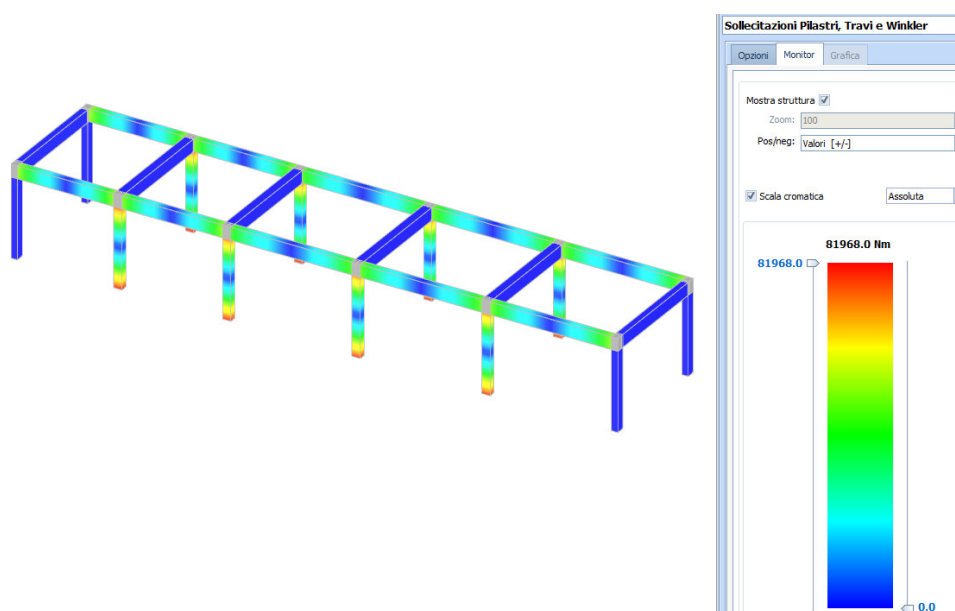 Sollecitazioni Pilastri, Travi e Winkler
Opzioni Monitor Grafica
Mostra struttura
Zoom: 100
Pos/neg: Valori [+/-]
Scala cromatica Assoluta
81968.0 Nm
81968.0
0.0